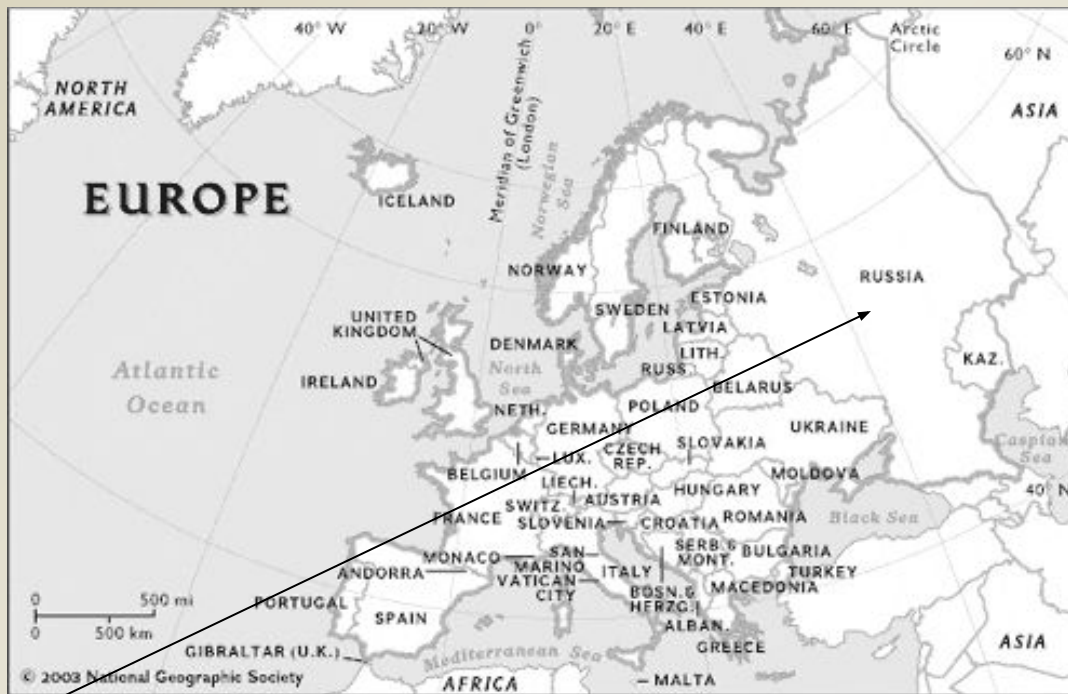 40° W
20° W
0°
20° E
40° E
60° E
Arctic
Circle
60° N
NORTH
AMERICA
ASIA
Meridian of Greenwich
(London)
Norwegian
Sea
EUROPE
ICELAND
FINLAND
NORWAY
RUSSIA
SWEDEN
ESTONIA
UNITED
KINGDOM
LATVIA
DENMARK
LITH.
KAZ.
North
Sea
RUSS.
Atlantic
Ocean
IRELAND
BELARUS
NETH.
POLAND
GERMANY
UKRAINE
SLOVAKIA
CZECH
REP.
LUX.
BELGIUM
Caspian
Sea
MOLDOVA
LIECH.
AUSTRIA
HUNGARY
40° N
SWITZ.
FRANCE
SLOVENIA
CROATIA
ROMANIA
Black Sea
SERB. &
MONT.
BULGARIA
MONACO
SAN
MARINO
ANDORRA
VATICAN
CITY
ITALY
TURKEY
MACEDONIA
BOSN. &
HERZG.
0 500 mi
0 500 km
PORTUGAL
SPAIN
ALBAN.
GREECE
ASIA
GIBRALTAR (U.K.)
Mediterranean Sea
© 2003 National Geographic Society
AFRICA
MALTA